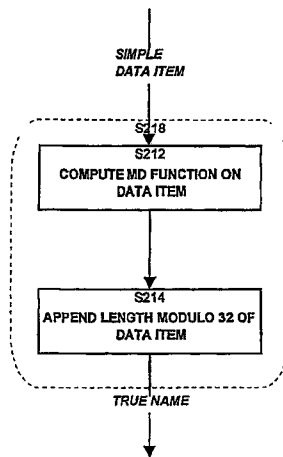 SIMPLE
DATA ITEM
S218
S212
COMPUTE MD FUNCTION ON
DATA ITEM
S214
APPEND LENGTH MODULO 32 OF
DATA ITEM
TRUE NAME